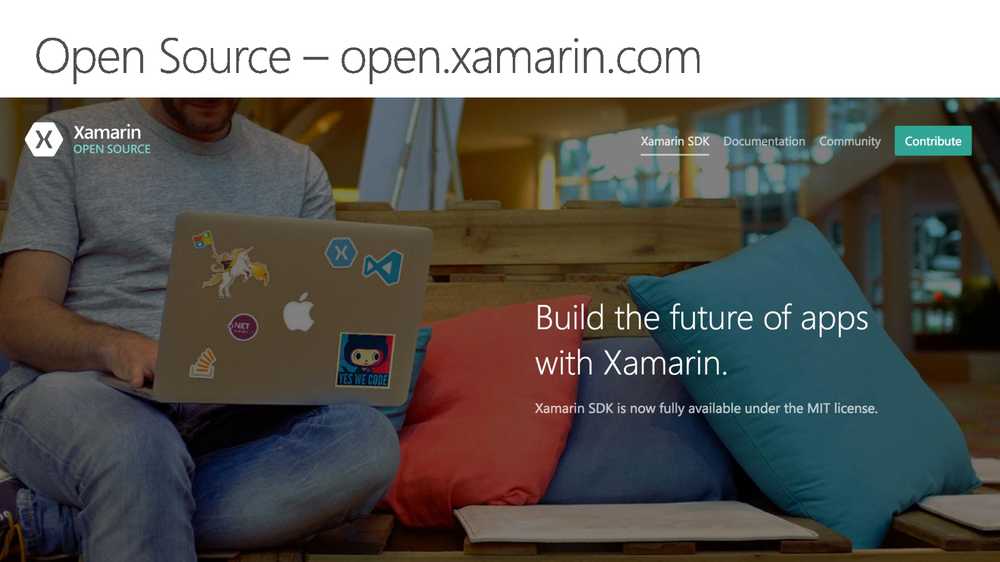 Open Source – open.xamarin.com
Xamarin
OPEN SOURCE
Xamarin SDK Documentation Community Contribute
.NET
YES WE CODE
Build the future of apps
with Xamarin.
Xamarin SDK is now fully available under the MIT license.